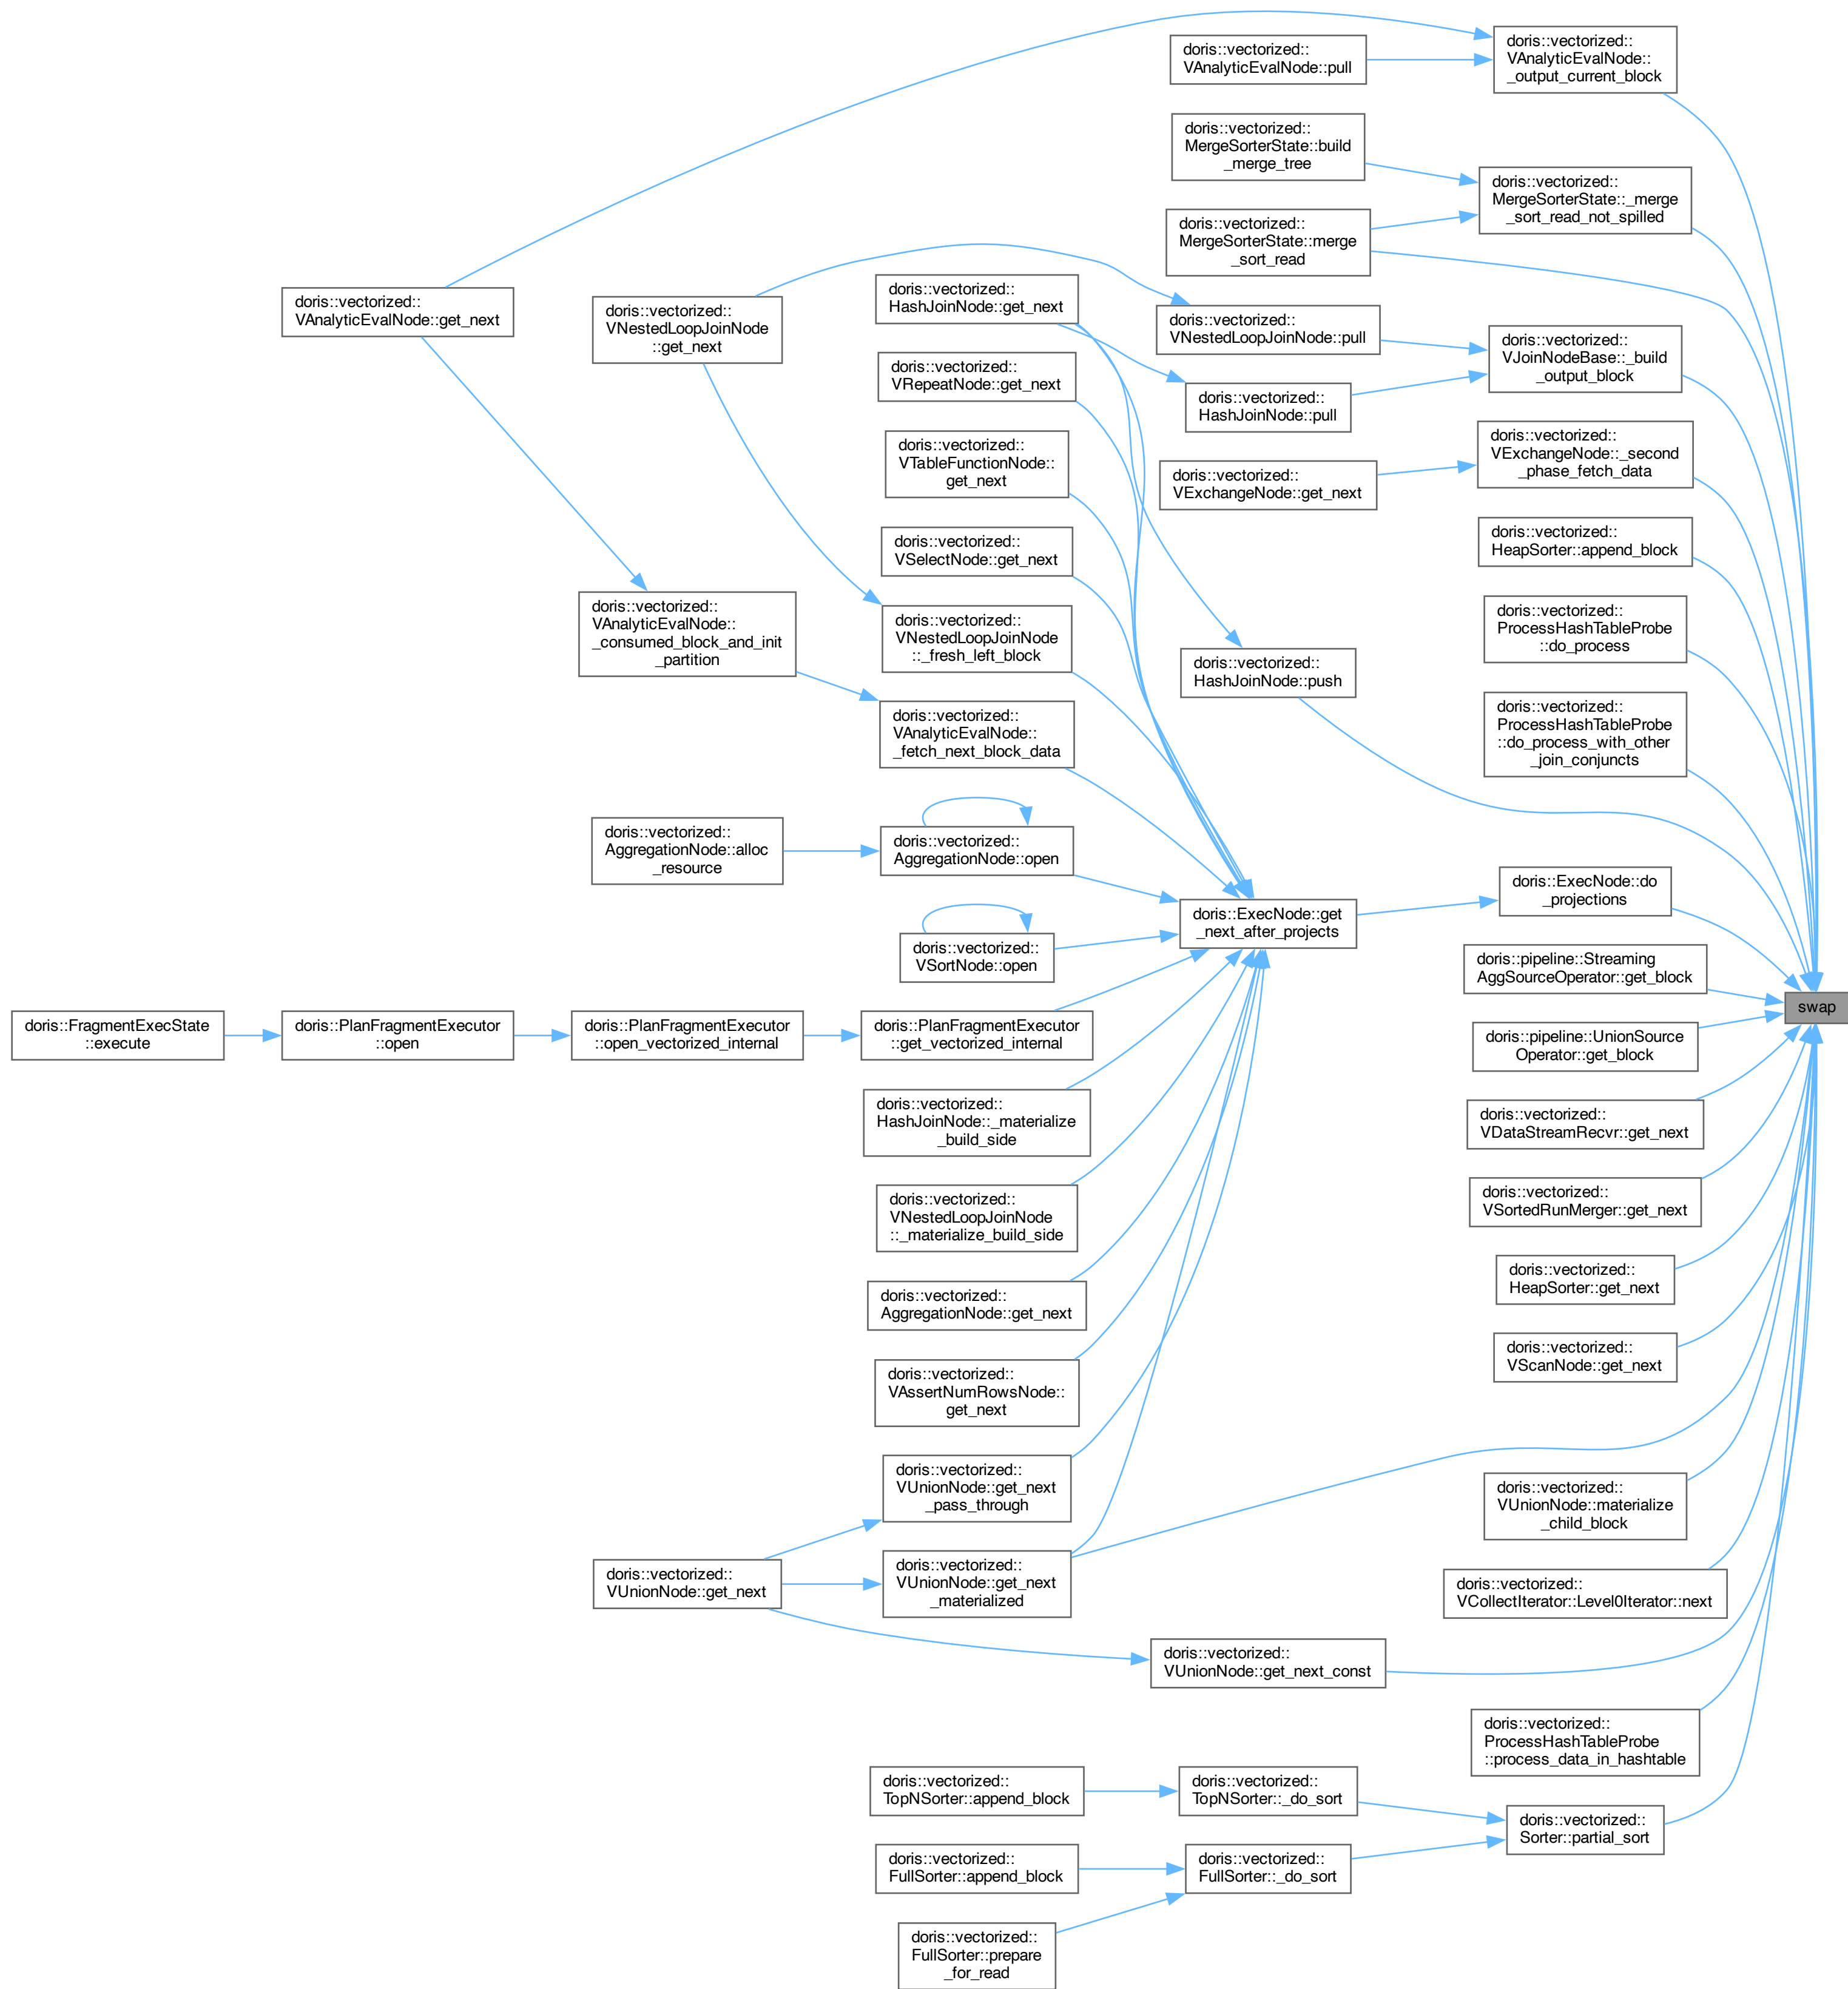 doris::vectorized::
VAnalyticEvalNode::
_output_current_block
doris::vectorized::
VAnalyticEvalNode::pull
doris::vectorized::
MergeSorterState::build
_merge_tree
doris::vectorized::
MergeSorterState::_merge
_sort_read_not_spilled
doris::vectorized::
MergeSorterState::merge
_sort_read
doris::vectorized::
VAnalyticEvalNode::get_next
doris::vectorized::
VNestedLoopJoinNode
::get_next
doris::vectorized::
HashJoinNode::get_next
doris::vectorized::
VNestedLoopJoinNode::pull
doris::vectorized::
VJoinNodeBase::_build
_output_block
doris::vectorized::
VRepeatNode::get_next
doris::vectorized::
HashJoinNode::pull
doris::vectorized::
VTableFunctionNode::
get_next
doris::vectorized::
VExchangeNode::get_next
doris::vectorized::
VExchangeNode::_second
_phase_fetch_data
doris::vectorized::
VSelectNode::get_next
doris::vectorized::
HeapSorter::append_block
doris::vectorized::
VAnalyticEvalNode::
_consumed_block_and_init
_partition
doris::vectorized::
VNestedLoopJoinNode
::_fresh_left_block
doris::vectorized::
HashJoinNode::push
doris::vectorized::
ProcessHashTableProbe
::do_process
doris::vectorized::
VAnalyticEvalNode::
_fetch_next_block_data
doris::vectorized::
ProcessHashTableProbe
::do_process_with_other
_join_conjuncts
doris::vectorized::
AggregationNode::alloc
_resource
doris::vectorized::
AggregationNode::open
doris::ExecNode::get
_next_after_projects
doris::ExecNode::do
_projections
doris::vectorized::
VSortNode::open
doris::pipeline::Streaming
AggSourceOperator::get_block
swap
doris::FragmentExecState
::execute
doris::PlanFragmentExecutor
::open
doris::PlanFragmentExecutor
::open_vectorized_internal
doris::PlanFragmentExecutor
::get_vectorized_internal
doris::pipeline::UnionSource
Operator::get_block
doris::vectorized::
HashJoinNode::_materialize
_build_side
doris::vectorized::
VDataStreamRecvr::get_next
doris::vectorized::
VNestedLoopJoinNode
::_materialize_build_side
doris::vectorized::
VSortedRunMerger::get_next
doris::vectorized::
AggregationNode::get_next
doris::vectorized::
HeapSorter::get_next
doris::vectorized::
VAssertNumRowsNode::
get_next
doris::vectorized::
VScanNode::get_next
doris::vectorized::
VUnionNode::get_next
_pass_through
doris::vectorized::
VUnionNode::materialize
_child_block
doris::vectorized::
VUnionNode::get_next
doris::vectorized::
VUnionNode::get_next
_materialized
doris::vectorized::
VCollectIterator::Level0Iterator::next
doris::vectorized::
VUnionNode::get_next_const
doris::vectorized::
ProcessHashTableProbe
::process_data_in_hashtable
doris::vectorized::
TopNSorter::append_block
doris::vectorized::
TopNSorter::_do_sort
doris::vectorized::
Sorter::partial_sort
doris::vectorized::
FullSorter::append_block
doris::vectorized::
FullSorter::_do_sort
doris::vectorized::
FullSorter::prepare
_for_read